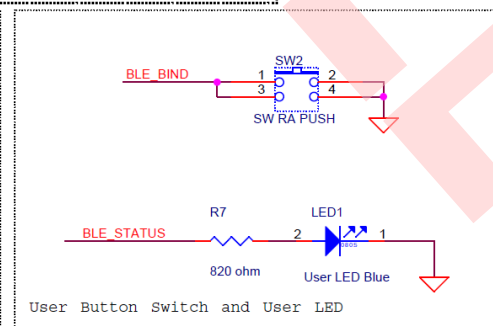 SW2
BLE_BIND 1 2
3 4
SW RA PUSH
R7 LED1
BLE_STATUS 2 1
0805
820 ohm User LED Blue
User Button Switch and User LED